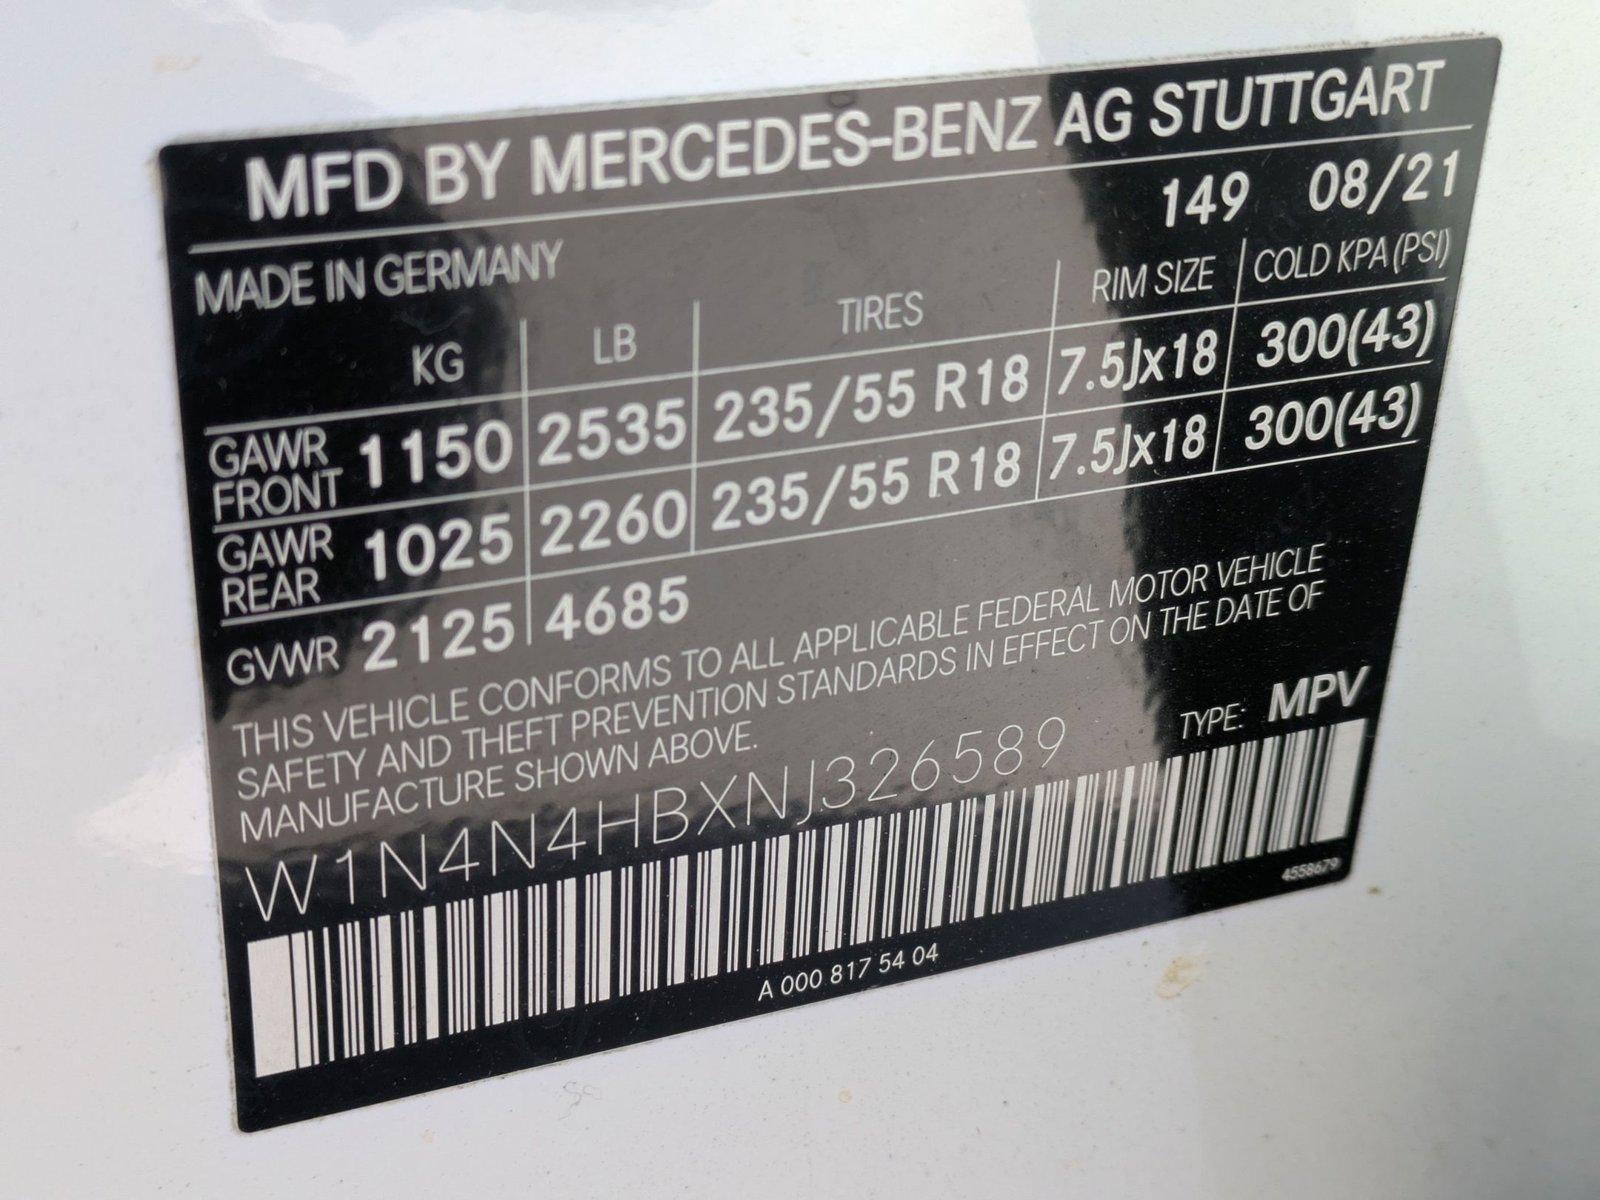 MFD BY MERCEDES-BENZ AG STUTTGART
149 08/21
MADE IN GERMANY
KG LB TIRES RIM SIZE COLD KPA (PSI)
GAWR FRONT 1150 2535 235/55 R18 7.5Jx18 300(43)
GAWR REAR 1025 2260 235/55 R18 7.5Jx18 300(43)
GVWR 2125 4685
THIS VEHICLE CONFORMS TO ALL APPLICABLE FEDERAL MOTOR VEHICLE
SAFETY AND THEFT PREVENTION STANDARDS IN EFFECT ON THE DATE OF
MANUFACTURE SHOWN ABOVE.
TYPE: MPV
W1N4N4HBXNJ326589
4558679
A 000 817 54 04